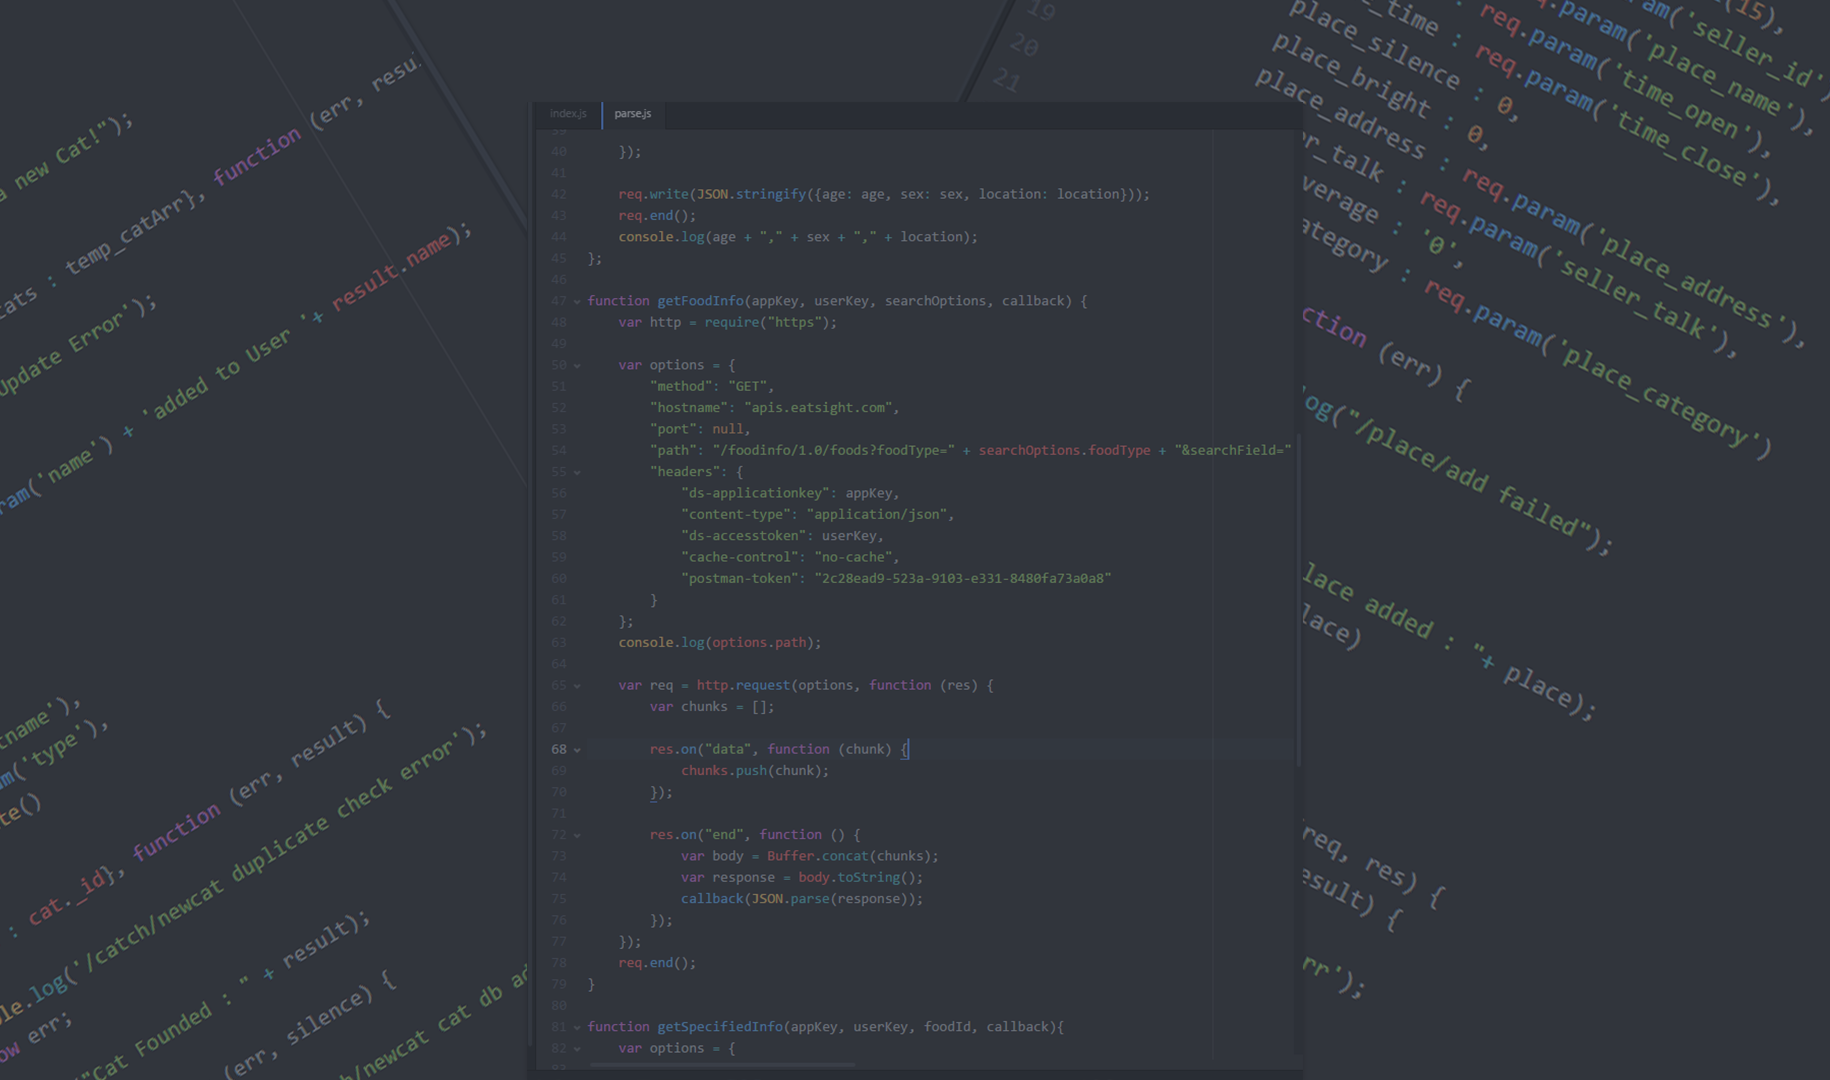 a new Cat!");
function (err, resu
cats : temp_catArr},
result.name);
'added to User '+
Update Error');
ram('name') +
tname'),
m('type'),
te()
: cat._id}, function (err, result) {
le.log('/catch/newcat duplicate check error');
ow err;
"Cat Founded : " + result);
(err, silence) {
h/newcat cat db ad
19
20
21
index.js
parse.js
39
40 });
41
42 req.write(JSON.stringify({age: age, sex: sex, location: location}));
43 req.end();
44 console.log(age + "," + sex + "," + location);
45 };
46
47 function getFoodInfo(appKey, userKey, searchOptions, callback) {
48 var http = require("https");
49
50 var options = {
51 "method": "GET",
52 "hostname": "apis.eatsight.com",
53 "port": null,
54 "path": "/foodinfo/1.0/foods?foodType=" + searchOptions.foodType + "&searchField="
55 "headers": {
56 "ds-applicationkey": appKey,
57 "content-type": "application/json",
58 "ds-accesstoken": userKey,
59 "cache-control": "no-cache",
60 "postman-token": "2c28ead9-523a-9103-e331-8480fa73a0a8"
61 }
62 };
63 console.log(options.path);
64
65 var req = http.request(options, function (res) {
66 var chunks = [];
67
68 res.on("data", function (chunk) {
69 chunks.push(chunk);
70 });
71
72 res.on("end", function () {
73 var body = Buffer.concat(chunks);
74 var response = body.toString();
75 callback(JSON.parse(response));
76 });
77 });
78 req.end();
79 }
80
81 function getSpecifiedInfo(appKey, userKey, foodId, callback){
82 var options = {
83
(15),
ram('seller_id')
r_time : req.param('place_name'),
place_silence : req.param('time_open'),
place_bright : 0, req.param('time_close'),
place_address : 0,
er_talk : req.param('place_address'),
verage : req.param('seller_talk'),
ategory : '0',
req.param('place_category')
ction (err) {
log("/place/add failed");
lace added : "+ place);
lace)
req, res) {
esult) {
rr');